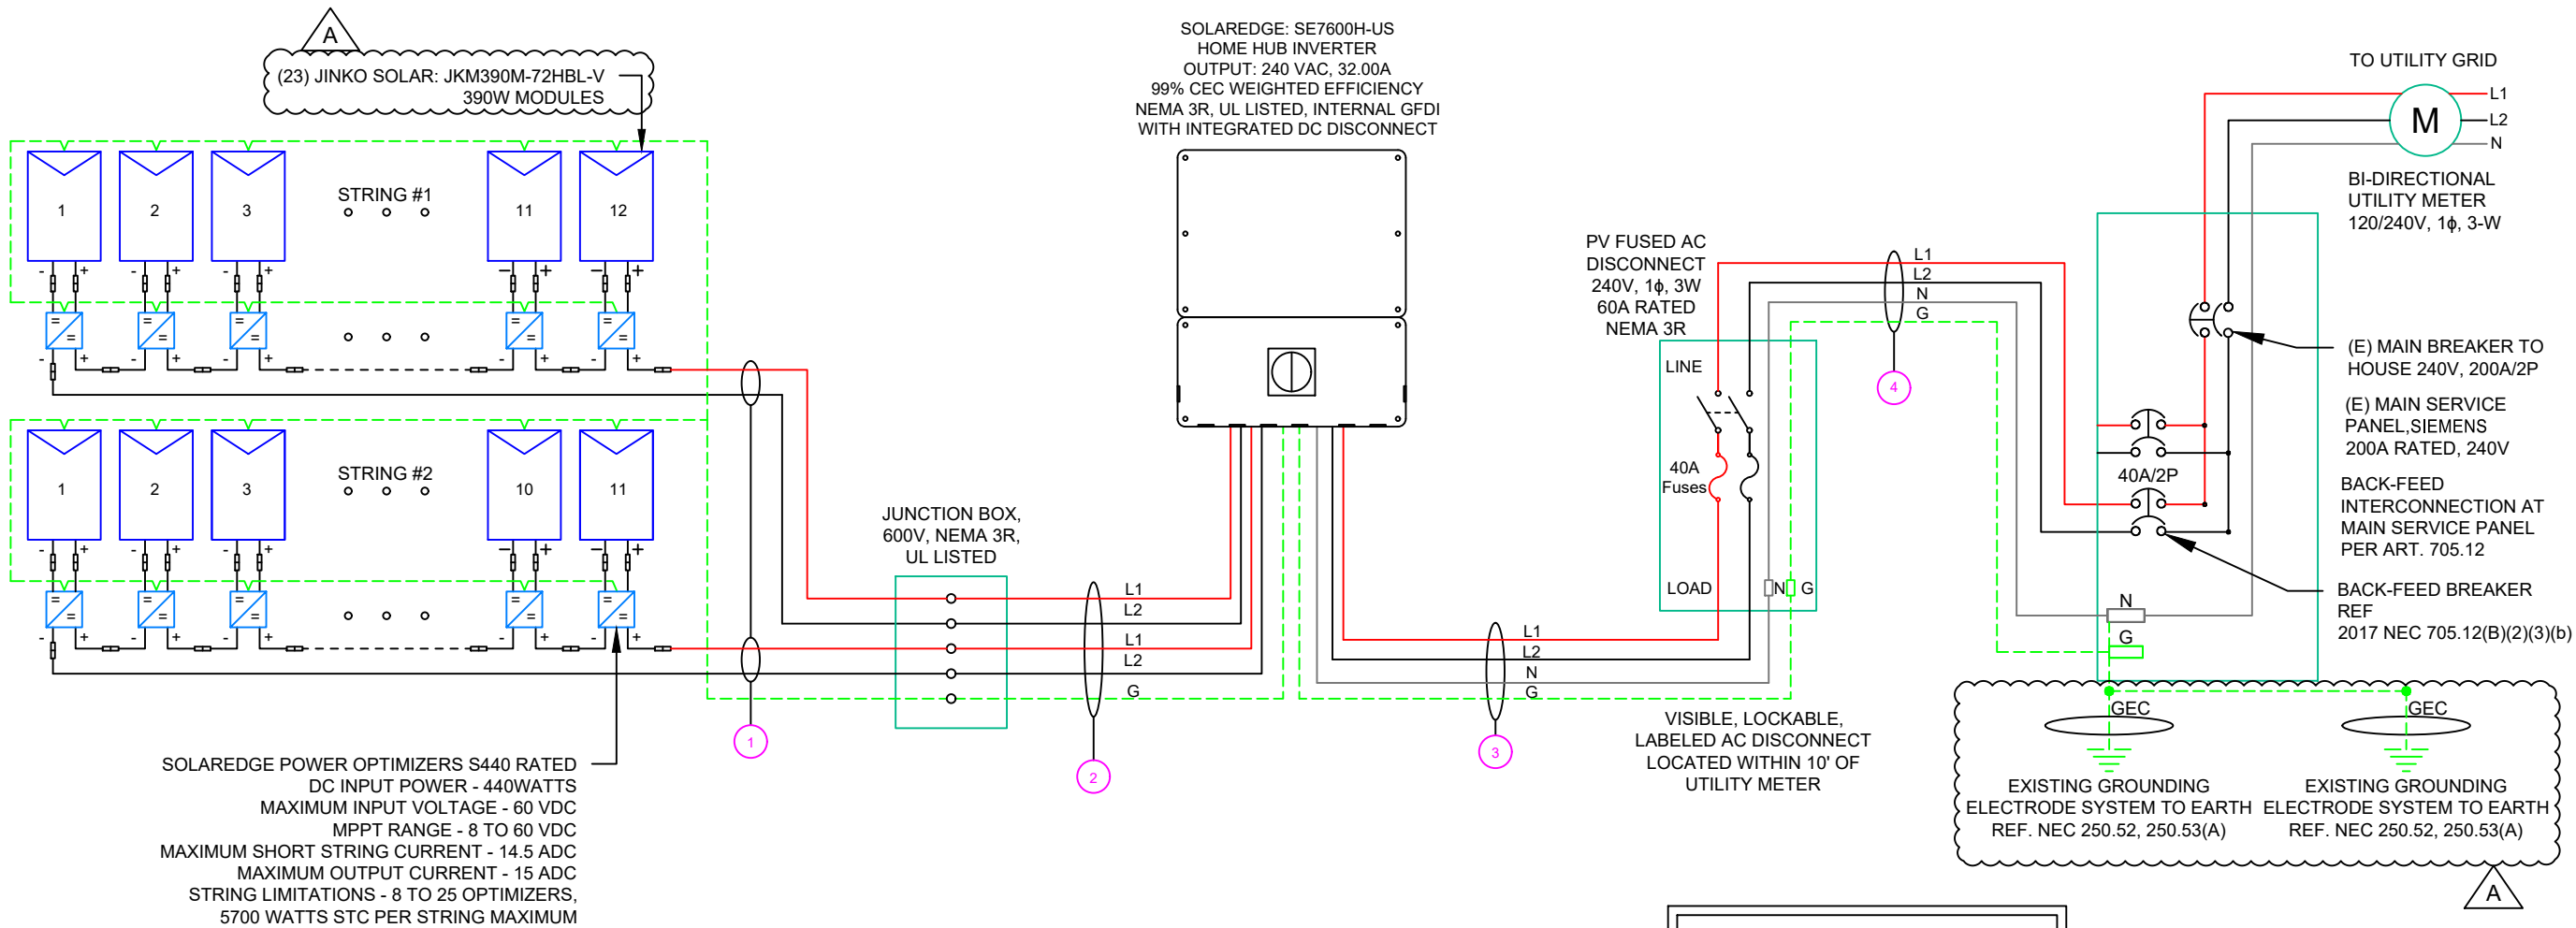 A
(23) JINKO SOLAR: JKM390M-72HBL-V
390W MODULES
SOLAREDGE: SE7600H-US
HOME HUB INVERTER
OUTPUT: 240 VAC, 32.00A
99% CEC WEIGHTED EFFICIENCY
NEMA 3R, UL LISTED, INTERNAL GFDI
WITH INTEGRATED DC DISCONNECT
TO UTILITY GRID
L1
L2
N
M
BI-DIRECTIONAL
UTILITY METER
120/240V, 1ϕ, 3-W
STRING #1
1
2
3
11
12
- + - + - + - + - +
= = = = = = = = = =
- + - + - + - + - +
STRING #2
1
2
3
10
11
- + - + - + - + - +
= = = = = = = = = =
- + - + - + - + - +
1
SOLAREDGE POWER OPTIMIZERS S440 RATED
DC INPUT POWER - 440WATTS
MAXIMUM INPUT VOLTAGE - 60 VDC
MPPT RANGE - 8 TO 60 VDC
MAXIMUM SHORT STRING CURRENT - 14.5 ADC
MAXIMUM OUTPUT CURRENT - 15 ADC
STRING LIMITATIONS - 8 TO 25 OPTIMIZERS,
5700 WATTS STC PER STRING MAXIMUM
JUNCTION BOX,
600V, NEMA 3R,
UL LISTED
L1
L2
L1
L2
G
2
PV FUSED AC
DISCONNECT
240V, 1ϕ, 3W
60A RATED
NEMA 3R
LINE
40A
Fuses
LOAD
N
G
L1
L2
N
G
3
VISIBLE, LOCKABLE,
LABELED AC DISCONNECT
LOCATED WITHIN 10' OF
UTILITY METER
L1
L2
N
G
4
(E) MAIN BREAKER TO
HOUSE 240V, 200A/2P
(E) MAIN SERVICE
PANEL,SIEMENS
200A RATED, 240V
40A/2P
BACK-FEED
INTERCONNECTION AT
MAIN SERVICE PANEL
PER ART. 705.12
BACK-FEED BREAKER
REF
2017 NEC 705.12(B)(2)(3)(b)
N
G
GEC
EXISTING GROUNDING
ELECTRODE SYSTEM TO EARTH
REF. NEC 250.52, 250.53(A)
GEC
EXISTING GROUNDING
ELECTRODE SYSTEM TO EARTH
REF. NEC 250.52, 250.53(A)
A